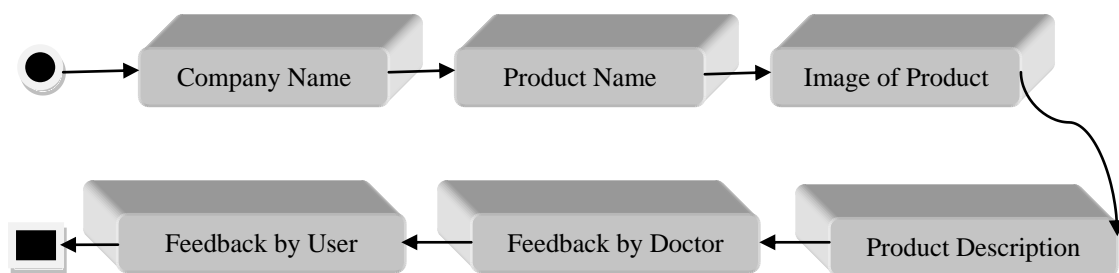 Company Name
Product Name
Image of Product
Product Description
Feedback by Doctor
Feedback by User